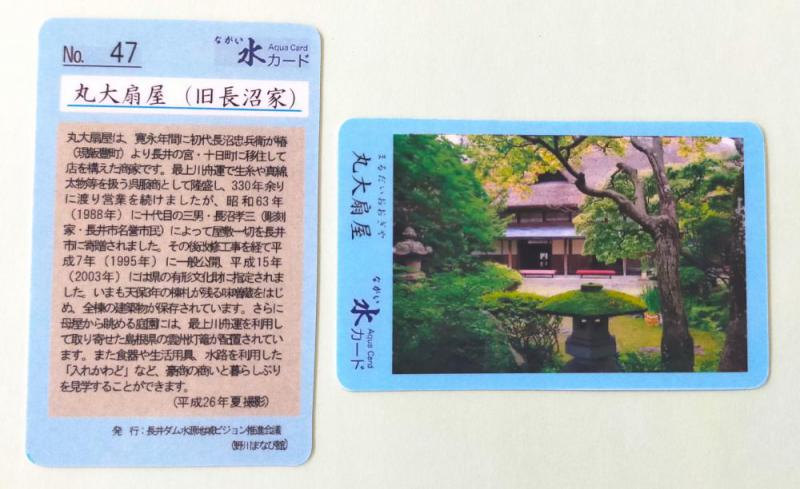 No. 47
ながい
水 Aqua Card
カード
丸大扇屋 (旧長沼家)
丸大扇屋は、寛永年間に初代長沼忠兵衛が椿
(現飯豊町) より長井の宮・十日町に移住して
店を構えた商家です。最上川舟運で生糸や真綿、
太物等を扱う呉服商として隆盛し、330年余り
に渡り営業を続けましたが、昭和63年
(1988年) に十代目の三男・長沼孝三 (彫刻
家・長井市名誉市民) によって屋敷一切を長井
市に寄贈されました。その後改修工事を経て平
成7年 (1995年) に一般公開、平成15年
(2003年) には県の有形文化財に指定されま
した。いまも天保3年の棟札が残る味噌蔵をはじ
め、全棟の建築物が保存されています。さらに
母屋から眺める庭園には、最上川舟運を利用し
て取り寄せた島根県の雲州灯篭が配置されてい
ます。また食器や生活用具、水路を利用した
「入れかわど」など、豪商の商いと暮らしぶり
を見学することができます。
(平成26年夏撮影)
発 行:長井ダム水源地域ビジョン推進会議
(野川まなび館)
まるだいおおぎや
丸大扇屋
ながい
水 Aqua Card
カード